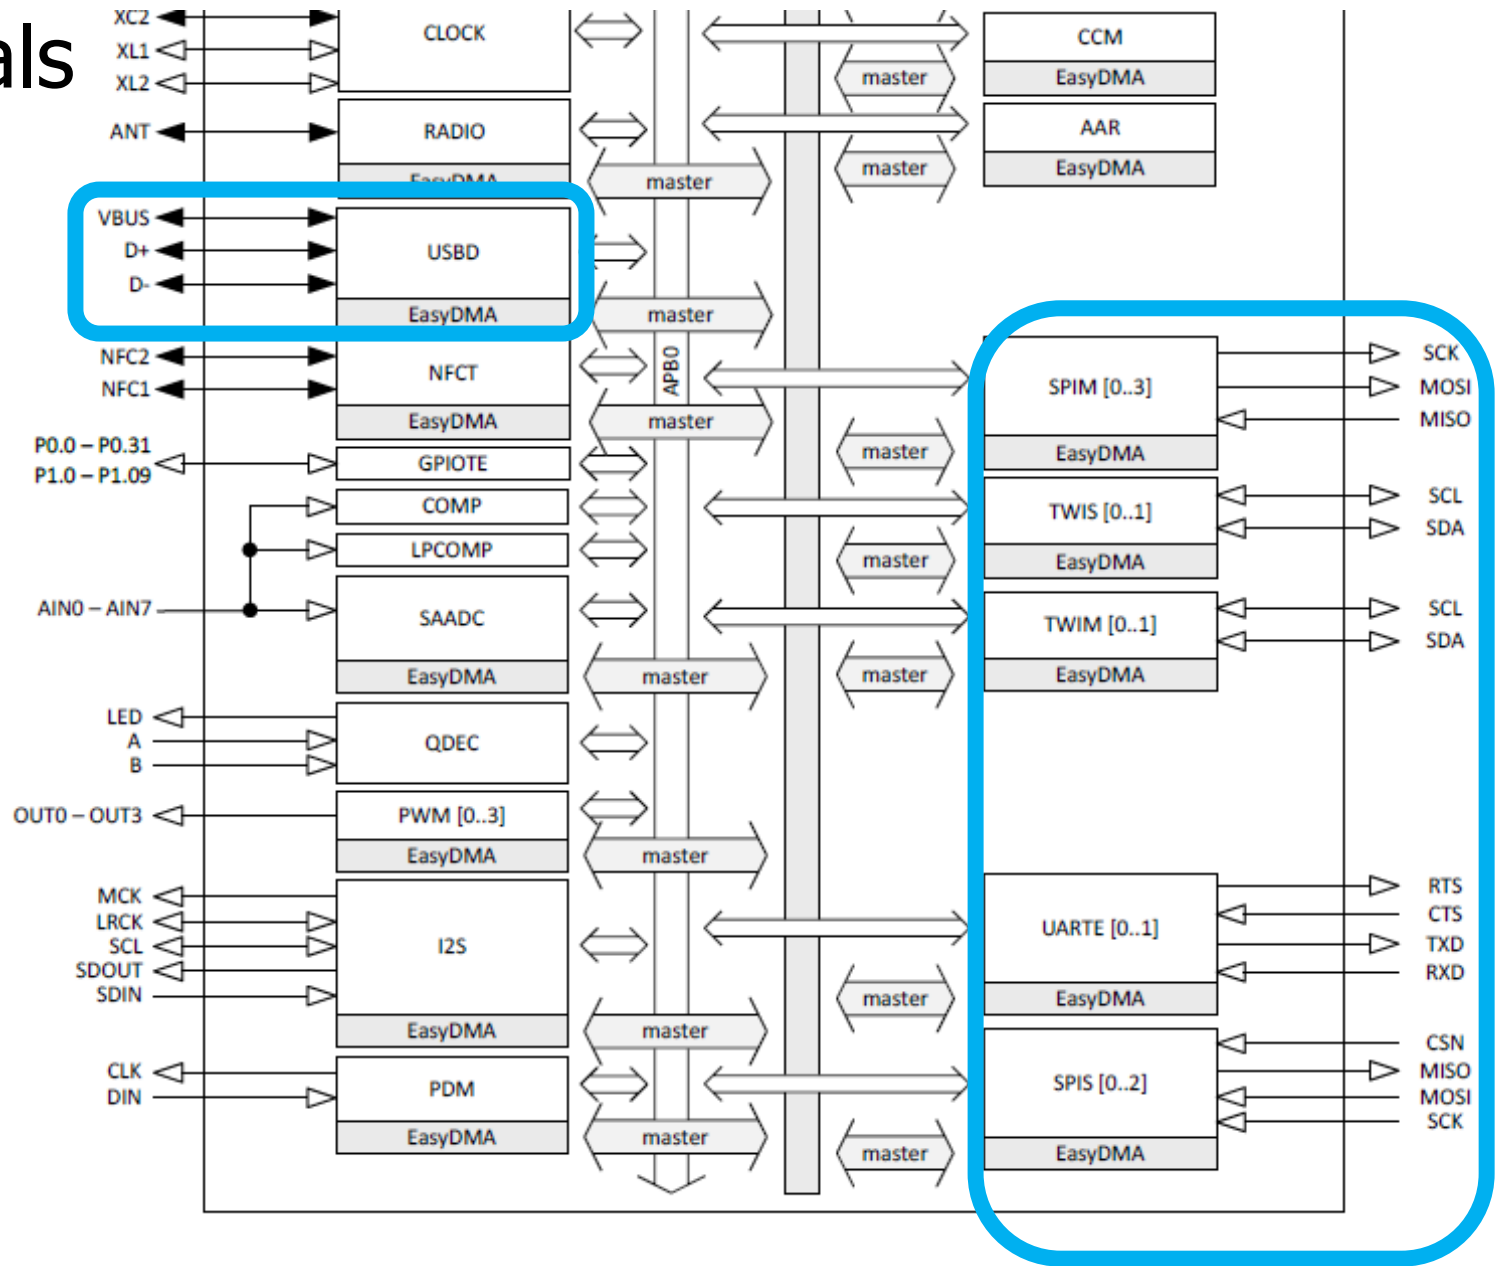 als
XC2
XL1
XL2
CLOCK
ANT
RADIO
EasyDMA
master
VBUS
D+
D-
USBD
EasyDMA
master
NFC2
NFC1
NFCT
EasyDMA
master
APB0
P0.0 – P0.31
P1.0 – P1.09
GPIOTE
COMP
LPCOMP
AIN0 – AIN7
SAADC
EasyDMA
master
LED
A
B
QDEC
OUT0 – OUT3
PWM [0..3]
EasyDMA
master
MCK
LRCK
SCL
SDOUT
SDIN
I2S
EasyDMA
master
CLK
DIN
PDM
EasyDMA
master
CCM
master
EasyDMA
AAR
master
EasyDMA
SPIM [0..3]
SCK
MOSI
MISO
master
EasyDMA
TWIS [0..1]
SCL
SDA
master
EasyDMA
TWIM [0..1]
SCL
SDA
master
EasyDMA
UARTE [0..1]
RTS
CTS
TXD
RXD
master
EasyDMA
SPIS [0..2]
CSN
MISO
MOSI
SCK
master
EasyDMA